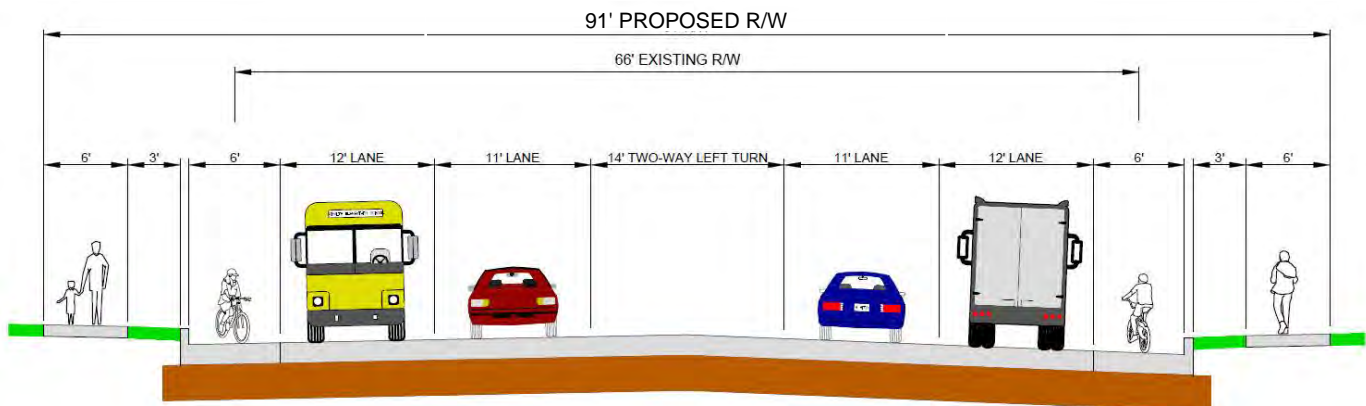 91' PROPOSED R/W
66' EXISTING R/W
6'
3'
6'
12' LANE
11' LANE
14' TWO-WAY LEFT TURN
11' LANE
12' LANE
6'
3'
6'